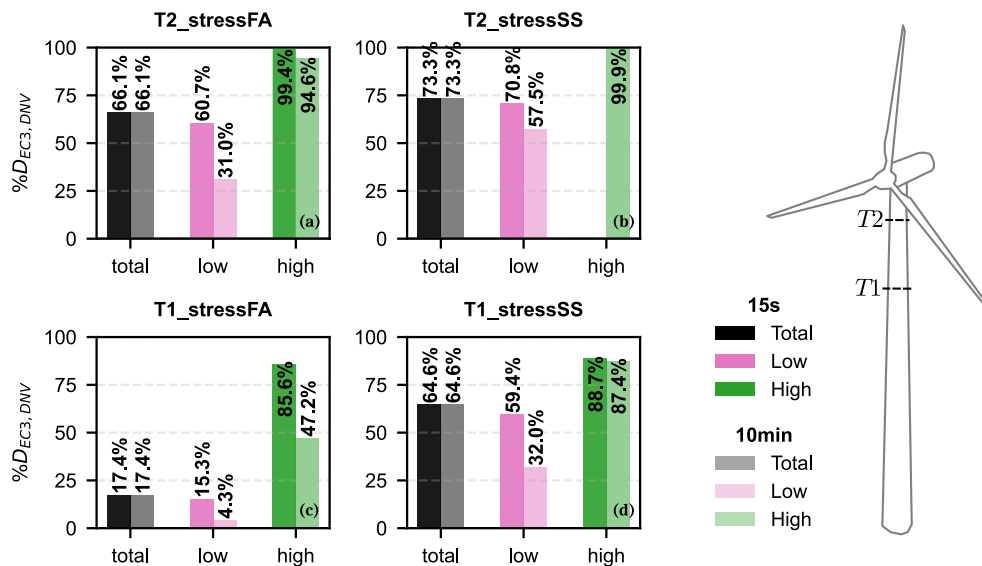 T2_stressFA
%D_{EC3, DNV}
100
75
50
25
0
66.1%
66.1%
60.7%
31.0%
99.4%
94.6%
(a)
total
low
high
T2_stressSS
100
75
50
25
0
73.3%
73.3%
70.8%
57.5%
99.9%
(b)
total
low
high
T1_stressFA
%D_{EC3, DNV}
100
75
50
25
0
17.4%
17.4%
15.3%
4.3%
85.6%
47.2%
(c)
total
low
high
T1_stressSS
100
75
50
25
0
64.6%
64.6%
59.4%
32.0%
88.7%
87.4%
(d)
total
low
high
15s
Total
Low
High
10min
Total
Low
High
T2
T1